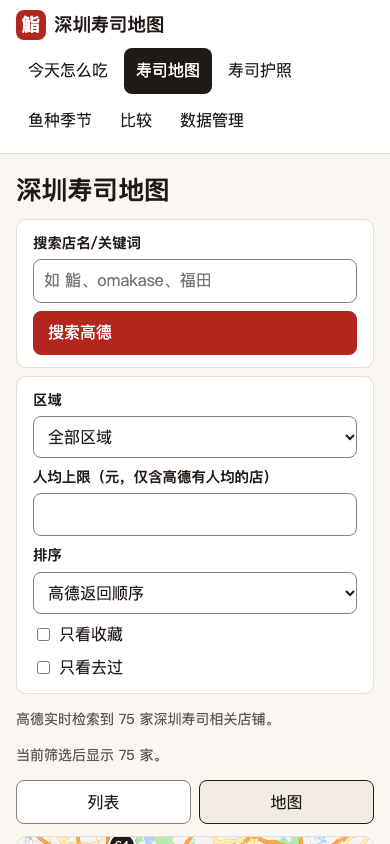 鮨 深圳寿司地图
今天怎么吃 寿司地图 寿司护照
鱼种季节 比较 数据管理
深圳寿司地图
搜索店名/关键词
如 鮨、omakase、福田
搜索高德
区域
全部区域
人均上限（元，仅含高德有人均的店）
排序
高德返回顺序
只看收藏
只看去过
高德实时检索到 75 家深圳寿司相关店铺。
当前筛选后显示 75 家。
列表 地图